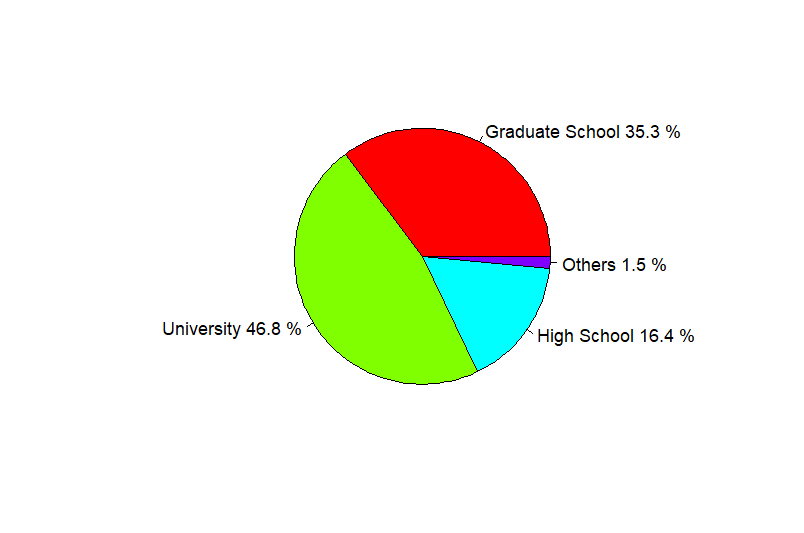 Graduate School 35.3 %
Others 1.5 %
University 46.8 %
High School 16.4 %